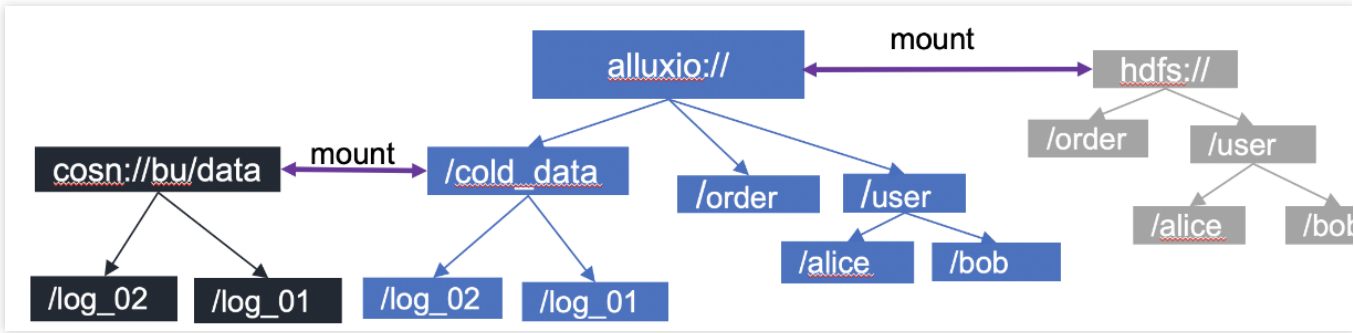 mount
alluxio://
hdfs://
/order
/user
cosn://bu/data
mount
/cold_data
/order
/user
/alice
/bob
/alice
/bob
/log_02
/log_01
/log_02
/log_01